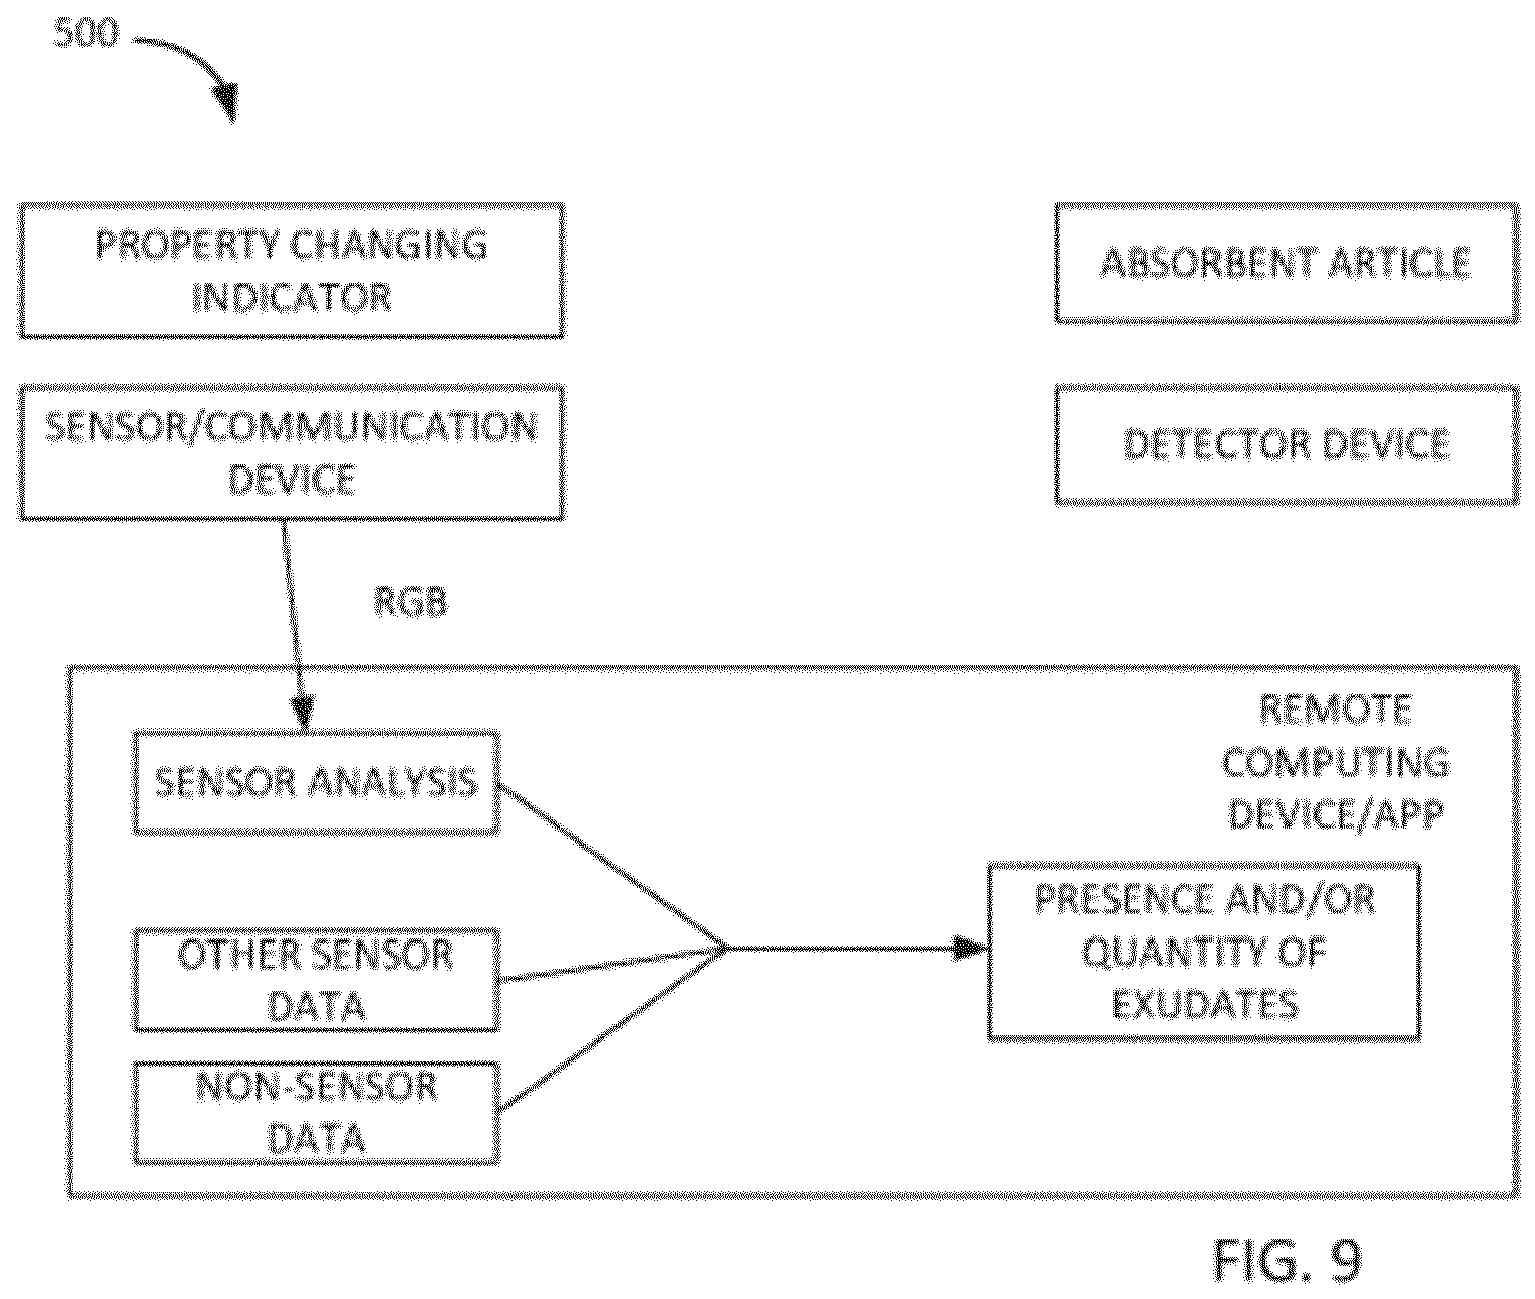 500
PROPERTY CHANGING
INDICATOR
ABSORBENT ARTICLE
SENSOR/COMMUNICATION
DEVICE
DETECTOR DEVICE
RGB
REMOTE
COMPUTING
DEVICE/APP
SENSOR ANALYSIS
OTHER SENSOR
DATA
NON-SENSOR
DATA
PRESENCE AND/OR
QUANTITY OF
EXUDATES
FIG. 9